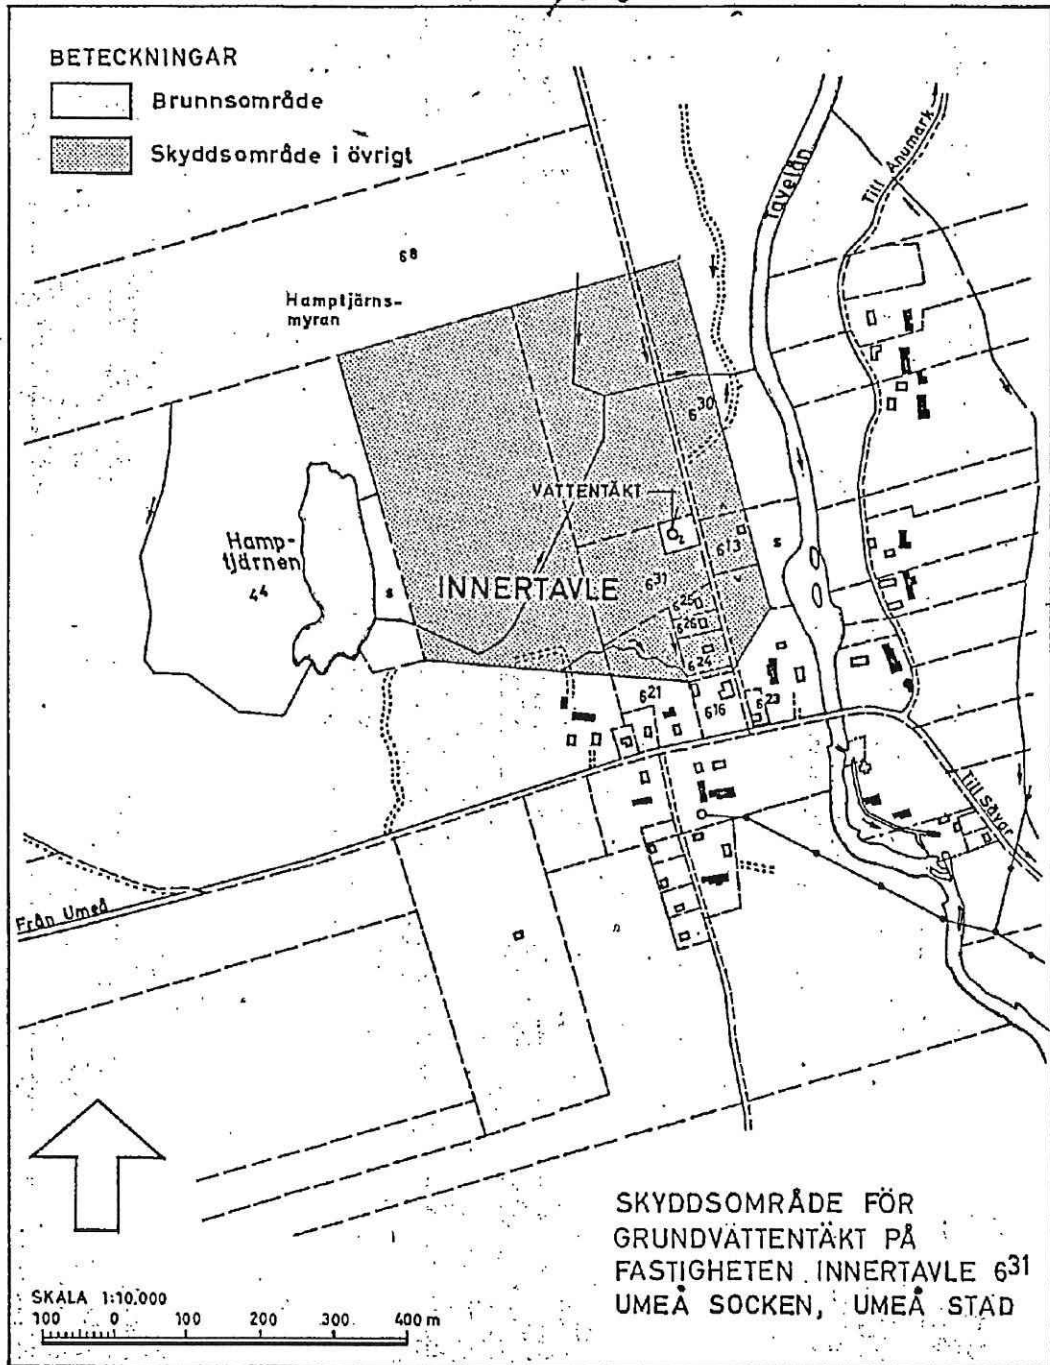 BETECKNINGAR
Brunnsområde
Skyddsområde i övrigt
Tavelån
Till Anumark
6⁸
Hamptjärns-
myran
6³⁰
VATTENTÄKT
6¹³
s
Hamp-
tjärnen
4⁴
s
INNERTAVLE
6³¹
6²⁵
6²⁶
6²⁴
6²¹
6¹⁶
6²³
Till Sävar
Från Umeå
SKYDDSOMRÅDE FÖR
GRUNDVATTENTÄKT PÅ
FASTIGHETEN INNERTAVLE 6³¹
UMEÅ SOCKEN, UMEÅ STAD
SKALA 1:10.000
100 0 100 200 300 400 m